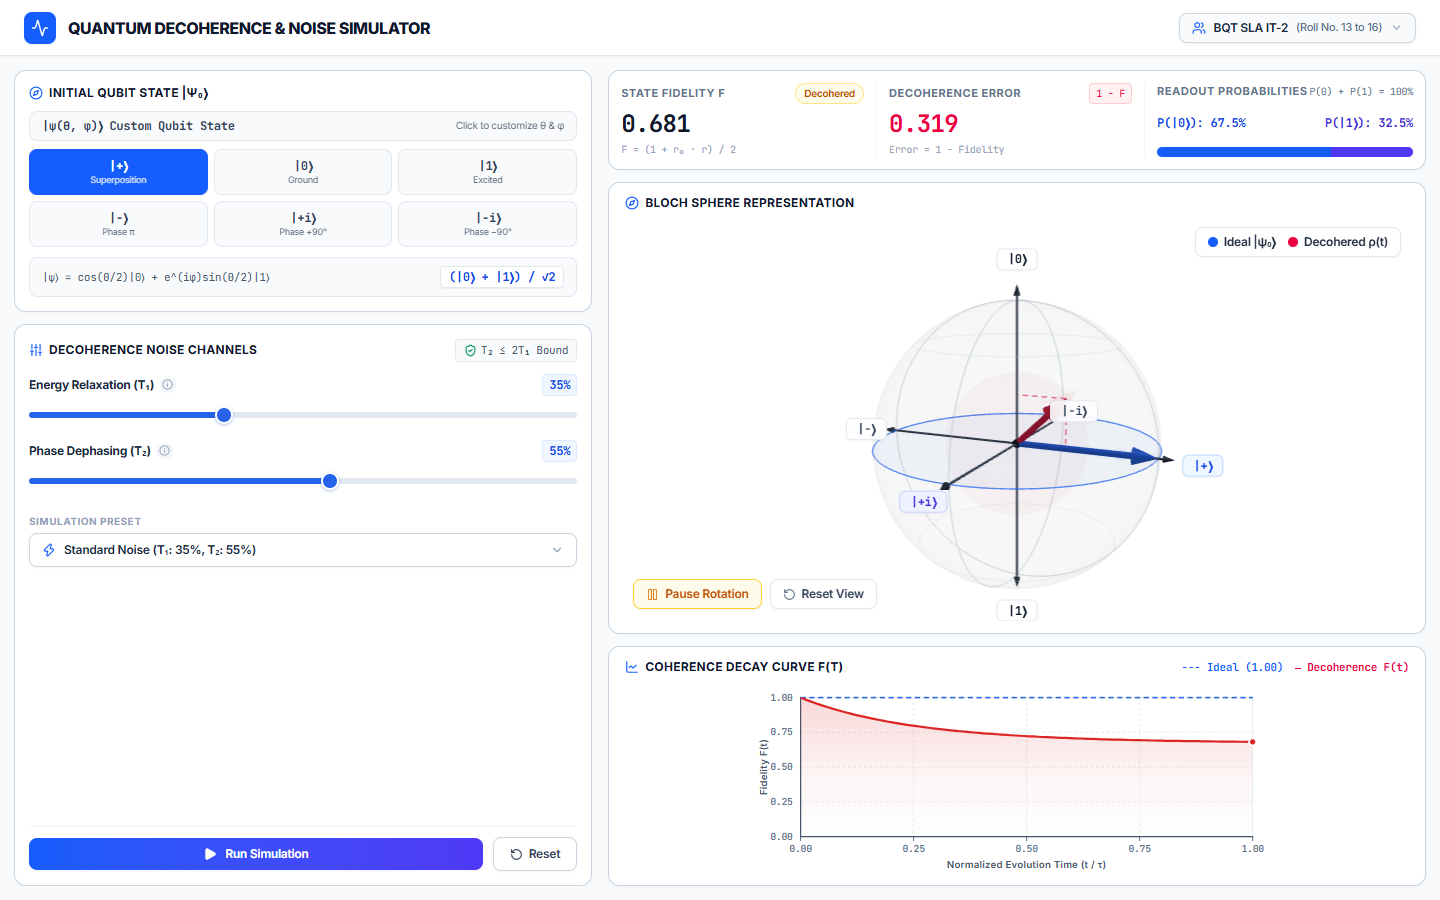 QUANTUM DECOHERENCE & NOISE SIMULATOR
BQT SLA IT-2 (Roll No. 13 to 16)
INITIAL QUBIT STATE |Ψ₀⟩
|ψ(θ, φ)⟩ Custom Qubit State
Click to customize θ & φ
|+⟩
Superposition
|0⟩
Ground
|1⟩
Excited
|-⟩
Phase π
|+i⟩
Phase +90°
|-i⟩
Phase −90°
|ψ⟩ = cos(θ/2)|0⟩ + e^(iφ)sin(θ/2)|1⟩
(|0⟩ + |1⟩) / √2
DECOHERENCE NOISE CHANNELS
T₂ ≤ 2T₁ Bound
Energy Relaxation (T₁)
35%
Phase Dephasing (T₂)
55%
SIMULATION PRESET
Standard Noise (T₁: 35%, T₂: 55%)
Run Simulation
Reset
STATE FIDELITY F
Decohered
0.681
F = (1 + r₀ · r) / 2
DECOHERENCE ERROR
1 - F
0.319
Error = 1 - Fidelity
READOUT PROBABILITIES
P(0) + P(1) = 100%
P(|0⟩): 67.5%
P(|1⟩): 32.5%
BLOCH SPHERE REPRESENTATION
Ideal |ψ₀⟩
Decohered ρ(t)
|0⟩
|-i⟩
|-⟩
|+⟩
|+i⟩
|1⟩
Pause Rotation
Reset View
COHERENCE DECAY CURVE F(T)
--- Ideal (1.00)
— Decoherence F(t)
1.00
0.75
0.50
0.25
0.00
Fidelity F(t)
0.00
0.25
0.50
0.75
1.00
Normalized Evolution Time (t / τ)